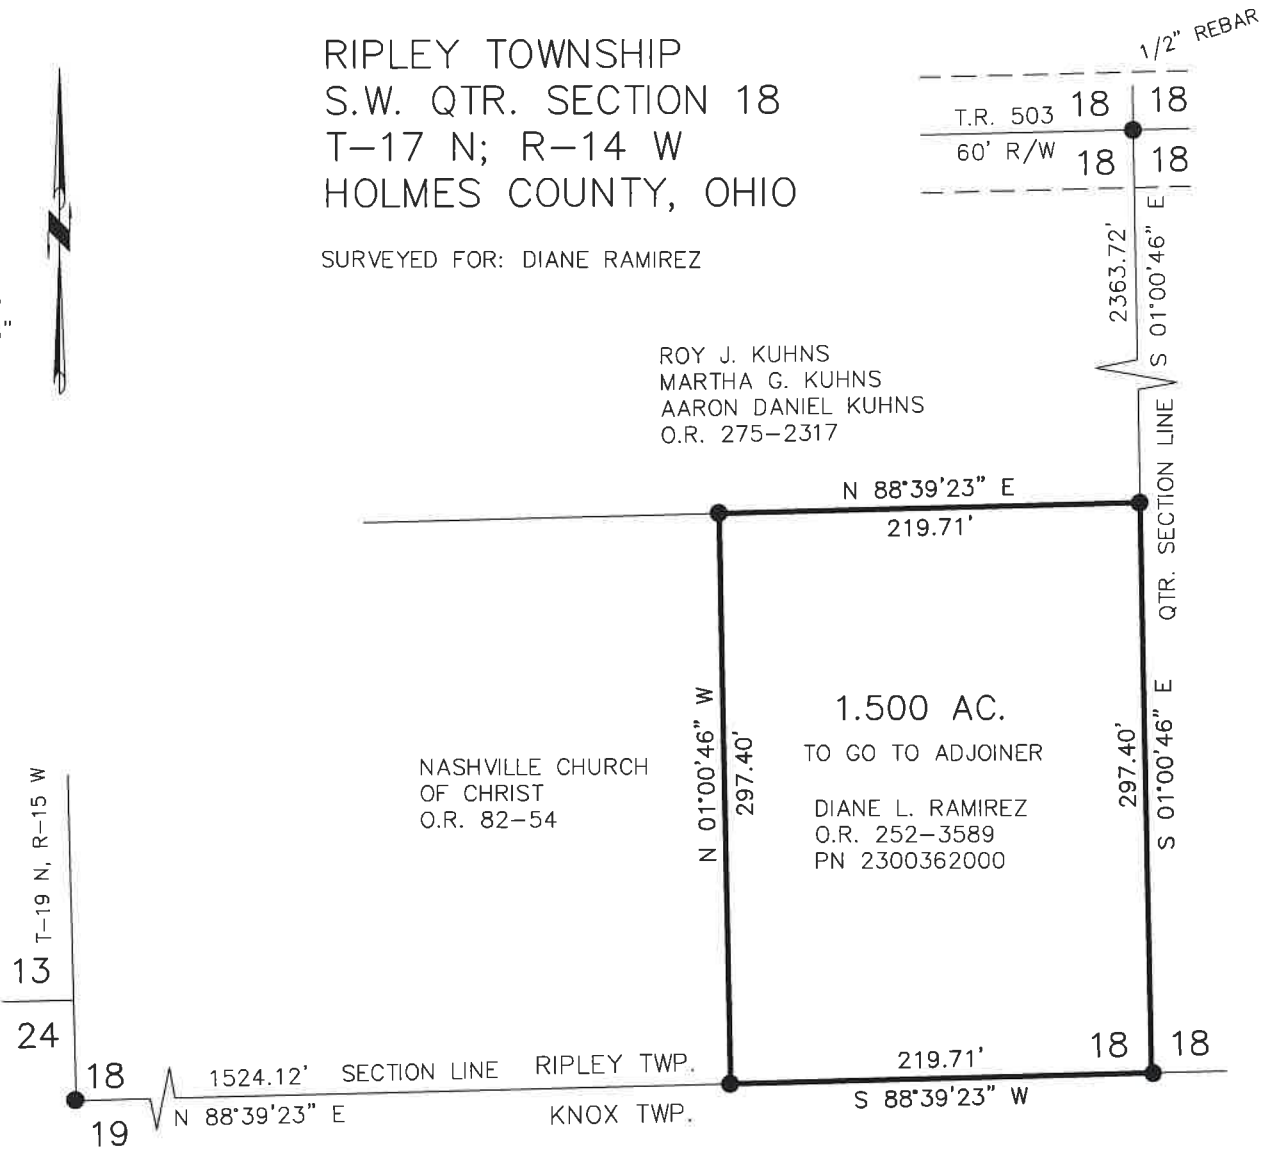 RIPLEY TOWNSHIP
S.W. QTR. SECTION 18
T-17 N; R-14 W
HOLMES COUNTY, OHIO
SURVEYED FOR: DIANE RAMIREZ
1/2" REBAR
T.R. 503
18
18
60' R/W
18
18
2363.72'
S 01°00'46" E
QTR. SECTION LINE
ROY J. KUHNS
MARTHA G. KUHNS
AARON DANIEL KUHNS
O.R. 275-2317
N 88°39'23" E
219.71'
N 01°00'46" W
297.40'
1.500 AC.
TO GO TO ADJOINER
DIANE L. RAMIREZ
O.R. 252-3589
PN 2300362000
297.40'
S 01°00'46" E
NASHVILLE CHURCH
OF CHRIST
O.R. 82-54
T-19 N, R-15 W
13
24
18
19
1524.12'
SECTION LINE
RIPLEY TWP.
N 88°39'23" E
KNOX TWP.
219.71'
S 88°39'23" W
18
18